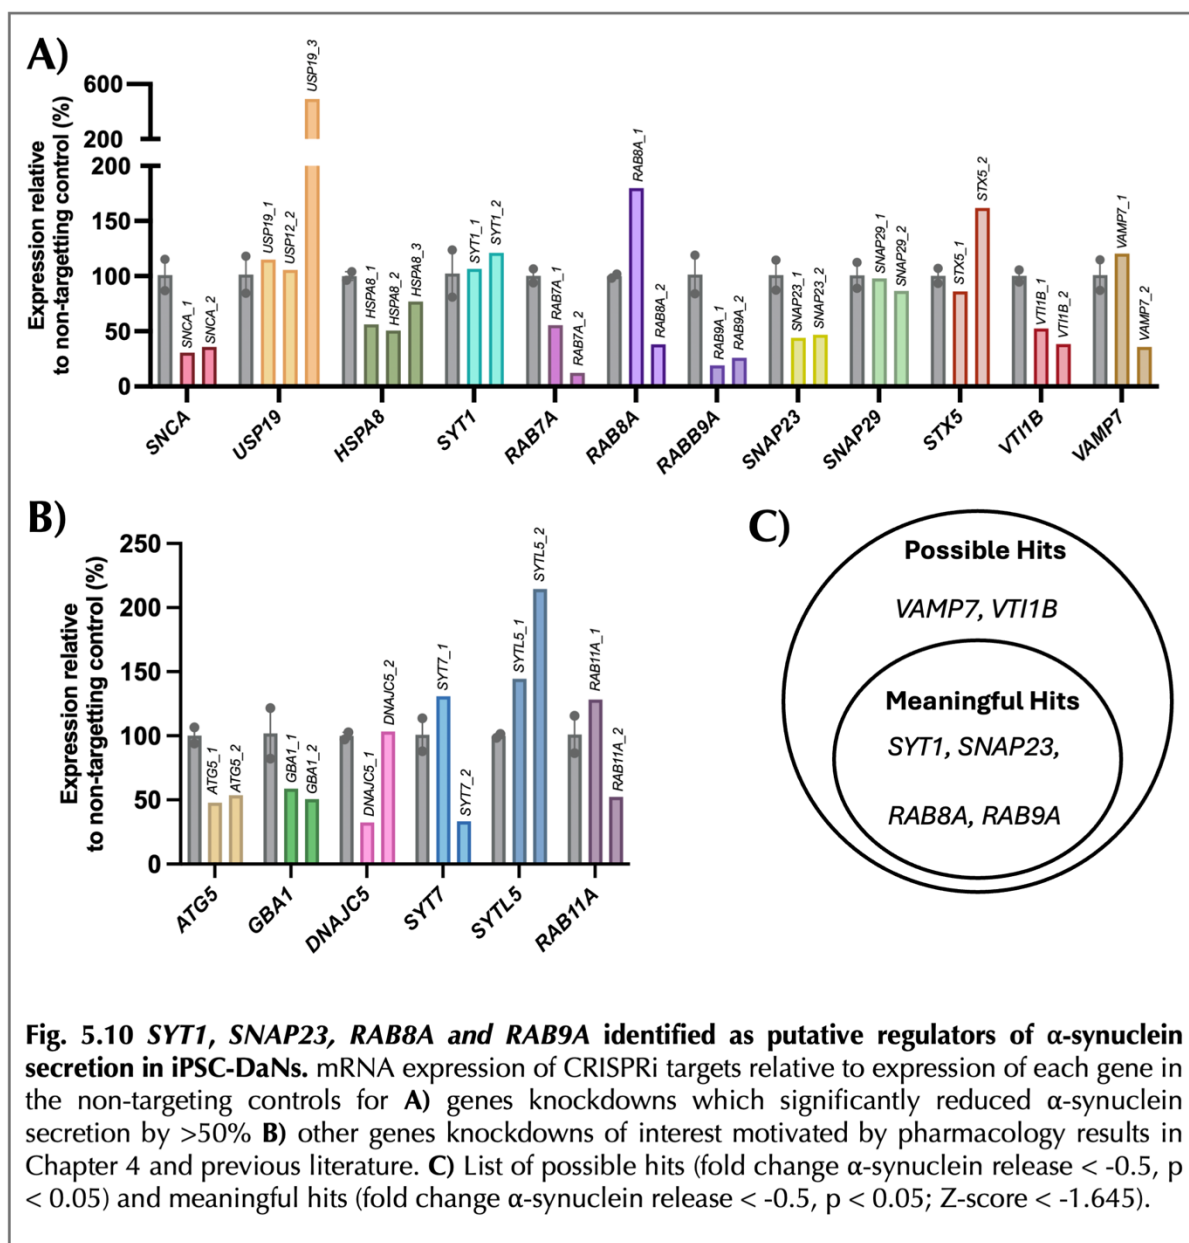 A)
Expression relative
to non-targetting control (%)
600
200
200
150
100
50
0
SNCA_1
SNCA_2
USP19_1
USP12_2
USP19_3
HSPA8_1
HSPA8_2
HSPA8_3
SYT1_1
SYT1_2
RAB7A_1
RAB7A_2
RAB8A_1
RAB8A_2
RAB9A_1
RAB9A_2
SNAP23_1
SNAP23_2
SNAP29_1
SNAP29_2
STX5_1
STX5_2
VTI1B_1
VTI1B_2
VAMP7_1
VAMP7_2
SNCA
USP19
HSPA8
SYT1
RAB7A
RAB8A
RABB9A
SNAP23
SNAP29
STX5
VTI1B
VAMP7
B)
Expression relative
to non-targetting control (%)
250
200
150
100
50
0
ATG5_1
ATG5_2
GBA1_1
GBA1_2
DNAJC5_1
DNAJC5_2
SYT7_1
SYT7_2
SYTL5_1
SYTL5_2
RAB11A_1
RAB11A_2
ATG5
GBA1
DNAJC5
SYT7
SYTL5
RAB11A
C)
Possible Hits
VAMP7, VTI1B
Meaningful Hits
SYT1, SNAP23,
RAB8A, RAB9A
Fig. 5.10 SYT1, SNAP23, RAB8A and RAB9A identified as putative regulators of α-synuclein
secretion in iPSC-DaNs. mRNA expression of CRISPRi targets relative to expression of each gene in
the non-targeting controls for A) genes knockdowns which significantly reduced α-synuclein
secretion by >50% B) other genes knockdowns of interest motivated by pharmacology results in
Chapter 4 and previous literature. C) List of possible hits (fold change α-synuclein release < -0.5, p
< 0.05) and meaningful hits (fold change α-synuclein release < -0.5, p < 0.05; Z-score < -1.645).